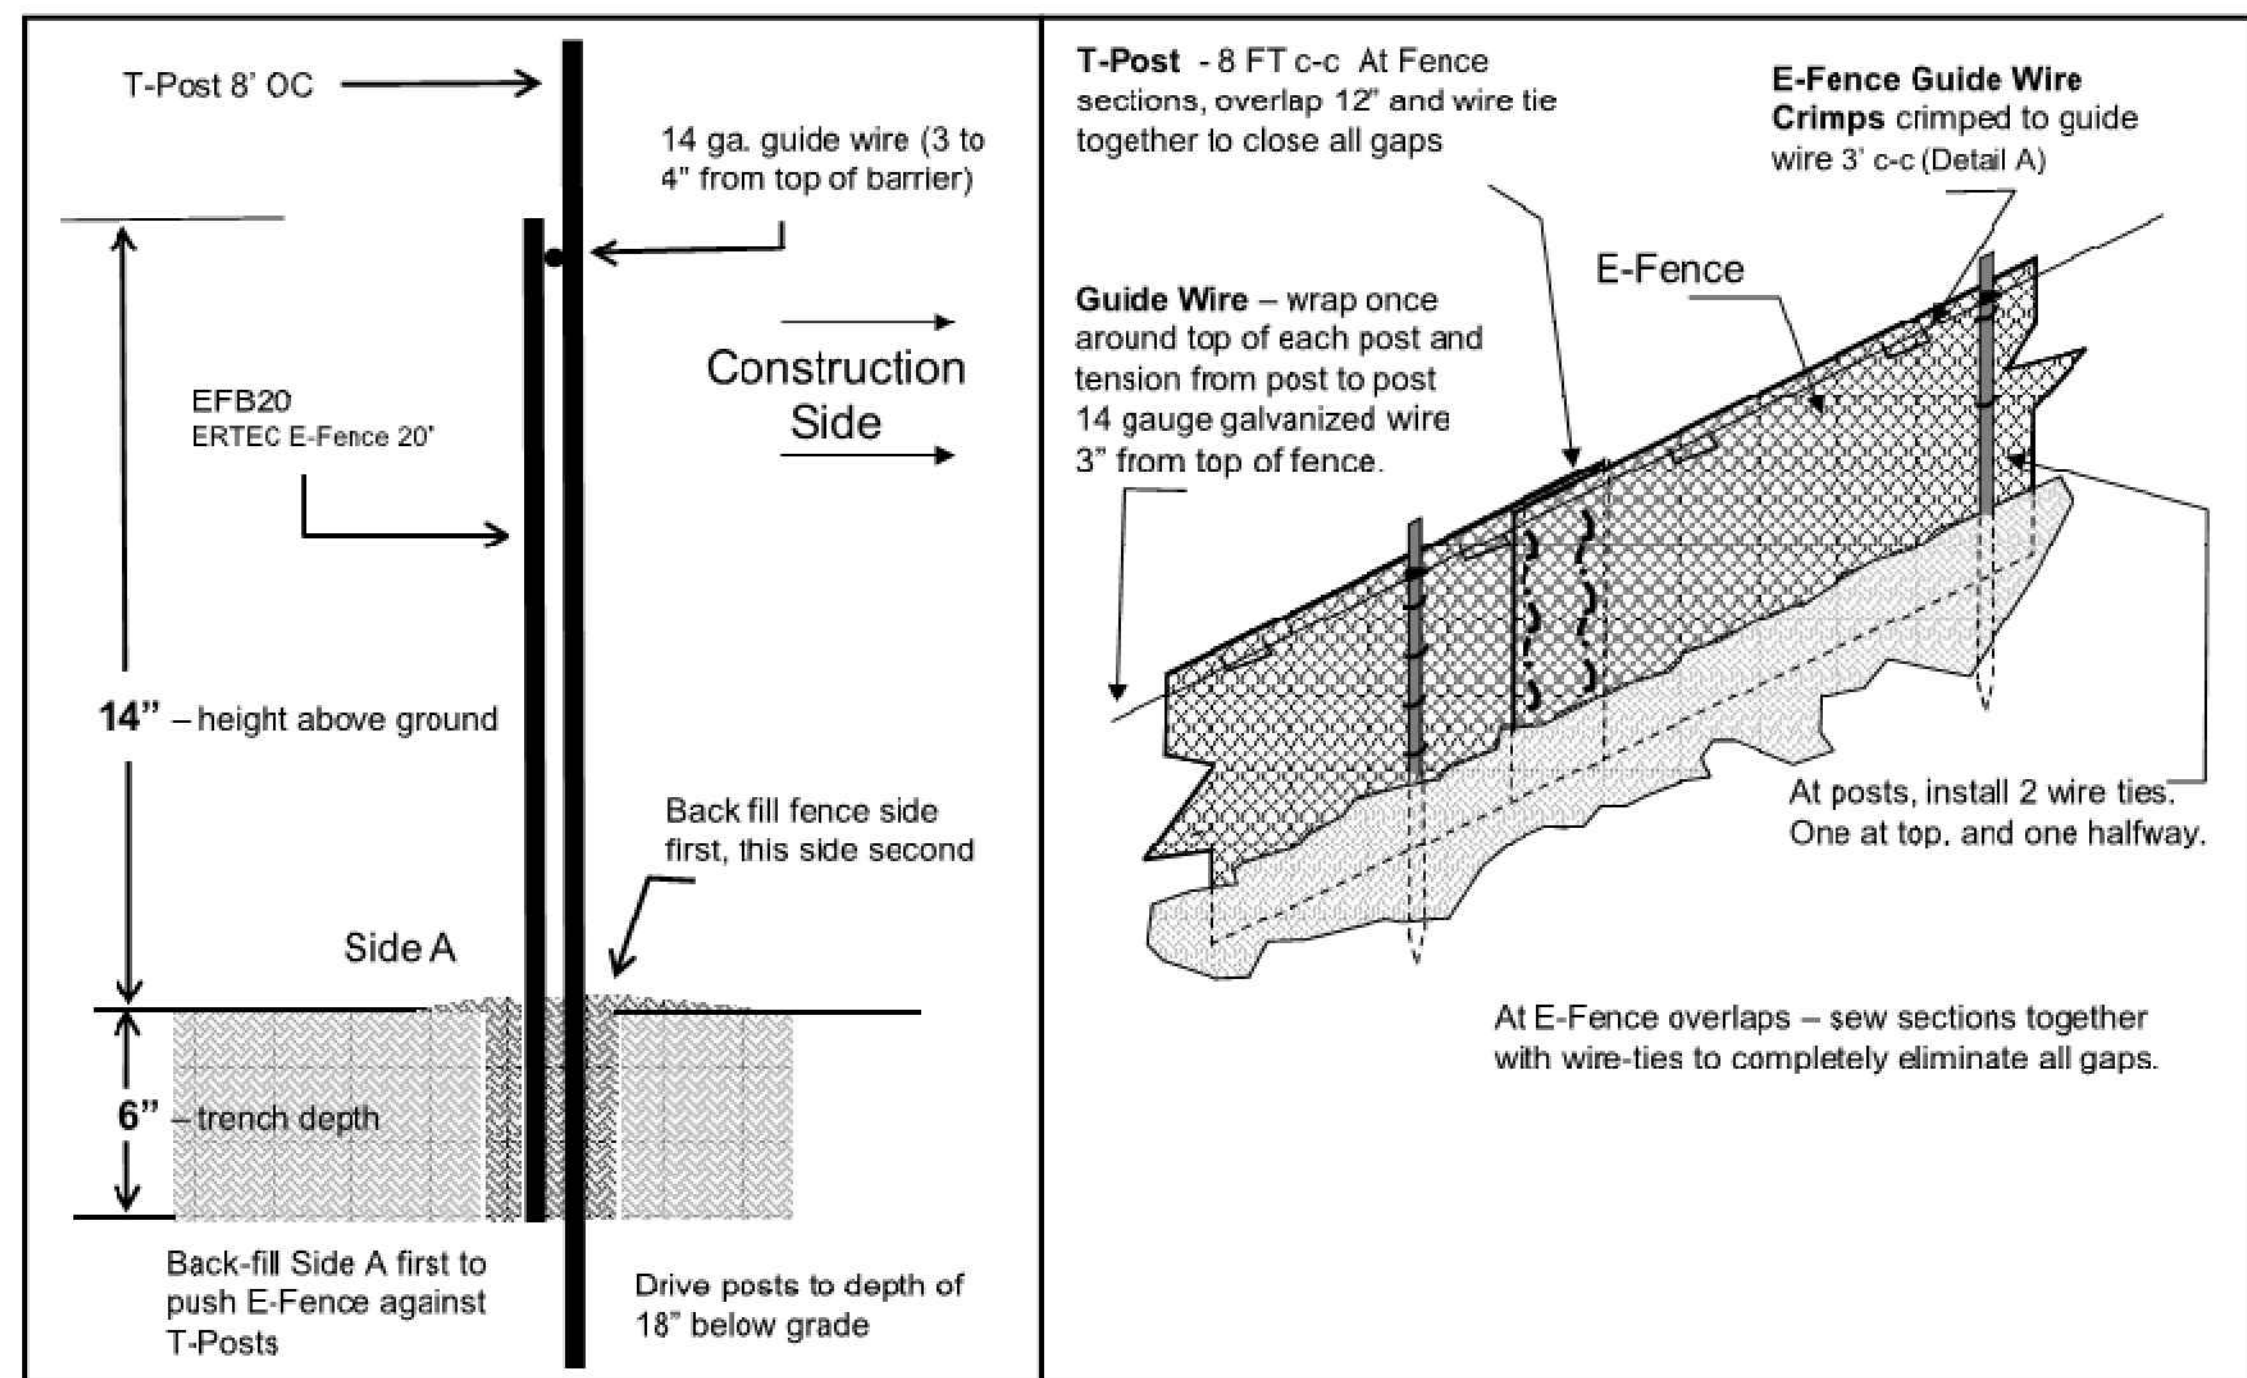 T-Post 8' OC
14 ga. guide wire (3 to
4" from top of barrier)
Construction
Side
EFB20
ERTEC E-Fence 20"
14” – height above ground
Back fill fence side
first, this side second
Side A
6” – trench depth
Back-fill Side A first to
push E-Fence against
T-Posts
Drive posts to depth of
18” below grade
T-Post - 8 FT c-c At Fence
sections, overlap 12” and wire tie
together to close all gaps
E-Fence Guide Wire
Crimps crimped to guide
wire 3’ c-c (Detail A)
E-Fence
Guide Wire – wrap once
around top of each post and
tension from post to post
14 gauge galvanized wire
3” from top of fence.
At posts, install 2 wire ties.
One at top. and one halfway.
At E-Fence overlaps – sew sections together
with wire-ties to completely eliminate all gaps.